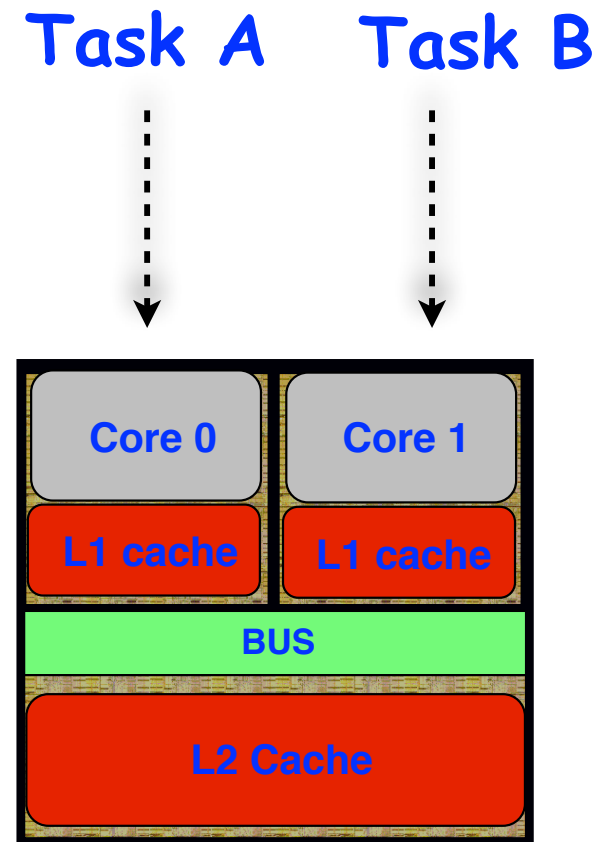 Task A
Task B
Core 0
Core 1
L1 cache
L1 cache
BUS
L2 Cache